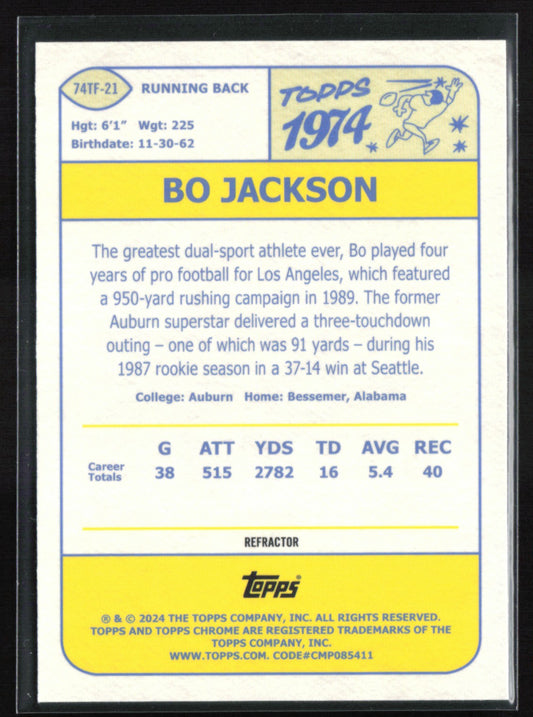 74TF-21 RUNNING BACK
Hgt: 6'1" Wgt: 225
Birthdate: 11-30-62
TOPPS
1974
BO JACKSON
The greatest dual-sport athlete ever, Bo played four
years of pro football for Los Angeles, which featured
a 950-yard rushing campaign in 1989. The former
Auburn superstar delivered a three-touchdown
outing – one of which was 91 yards – during his
1987 rookie season in a 37-14 win at Seattle.
College: Auburn Home: Bessemer, Alabama
G ATT YDS TD AVG REC
Career
Totals 38 515 2782 16 5.4 40
REFRACTOR
topps®
® & © 2024 THE TOPPS COMPANY, INC. ALL RIGHTS RESERVED.
TOPPS AND TOPPS CHROME ARE REGISTERED TRADEMARKS OF THE
TOPPS COMPANY, INC.
WWW.TOPPS.COM. CODE#CMP085411